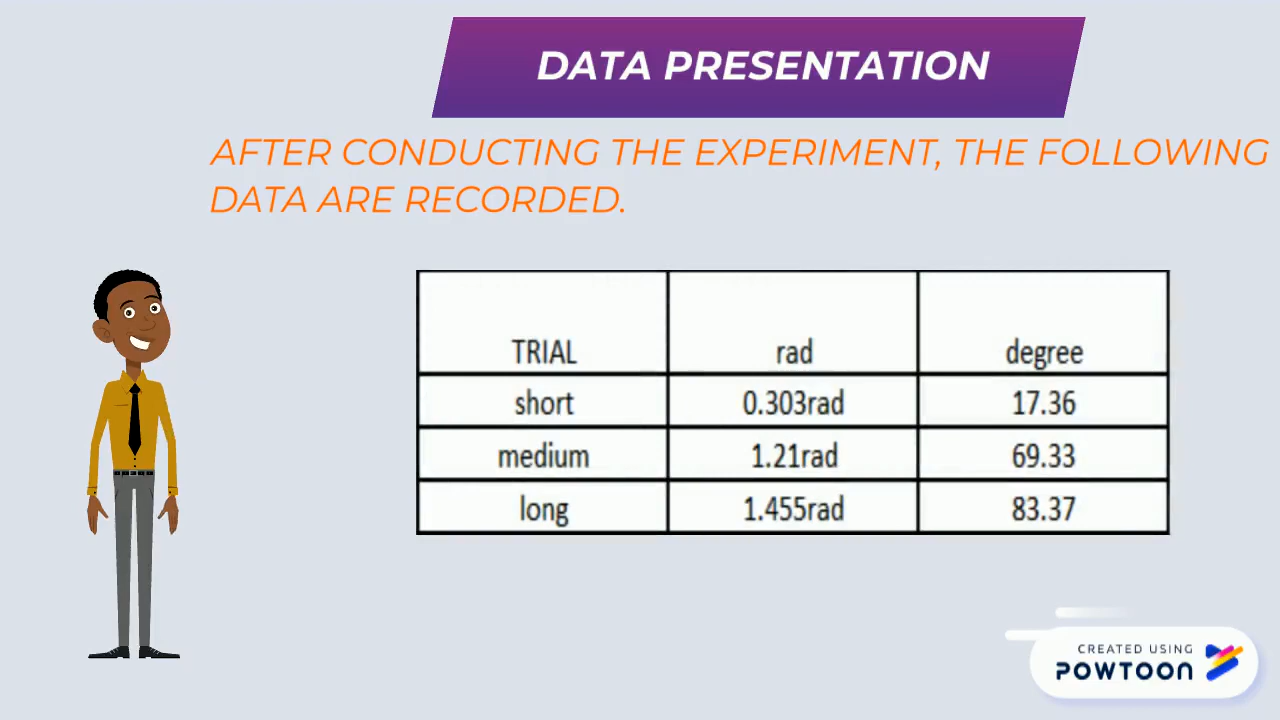 DATA PRESENTATION
AFTER CONDUCTING THE EXPERIMENT, THE FOLLOWING
DATA ARE RECORDED.
TRIAL rad degree
short 0.303rad 17.36
medium 1.21rad 69.33
long 1.455rad 83.37
CREATED USING
POWTOON